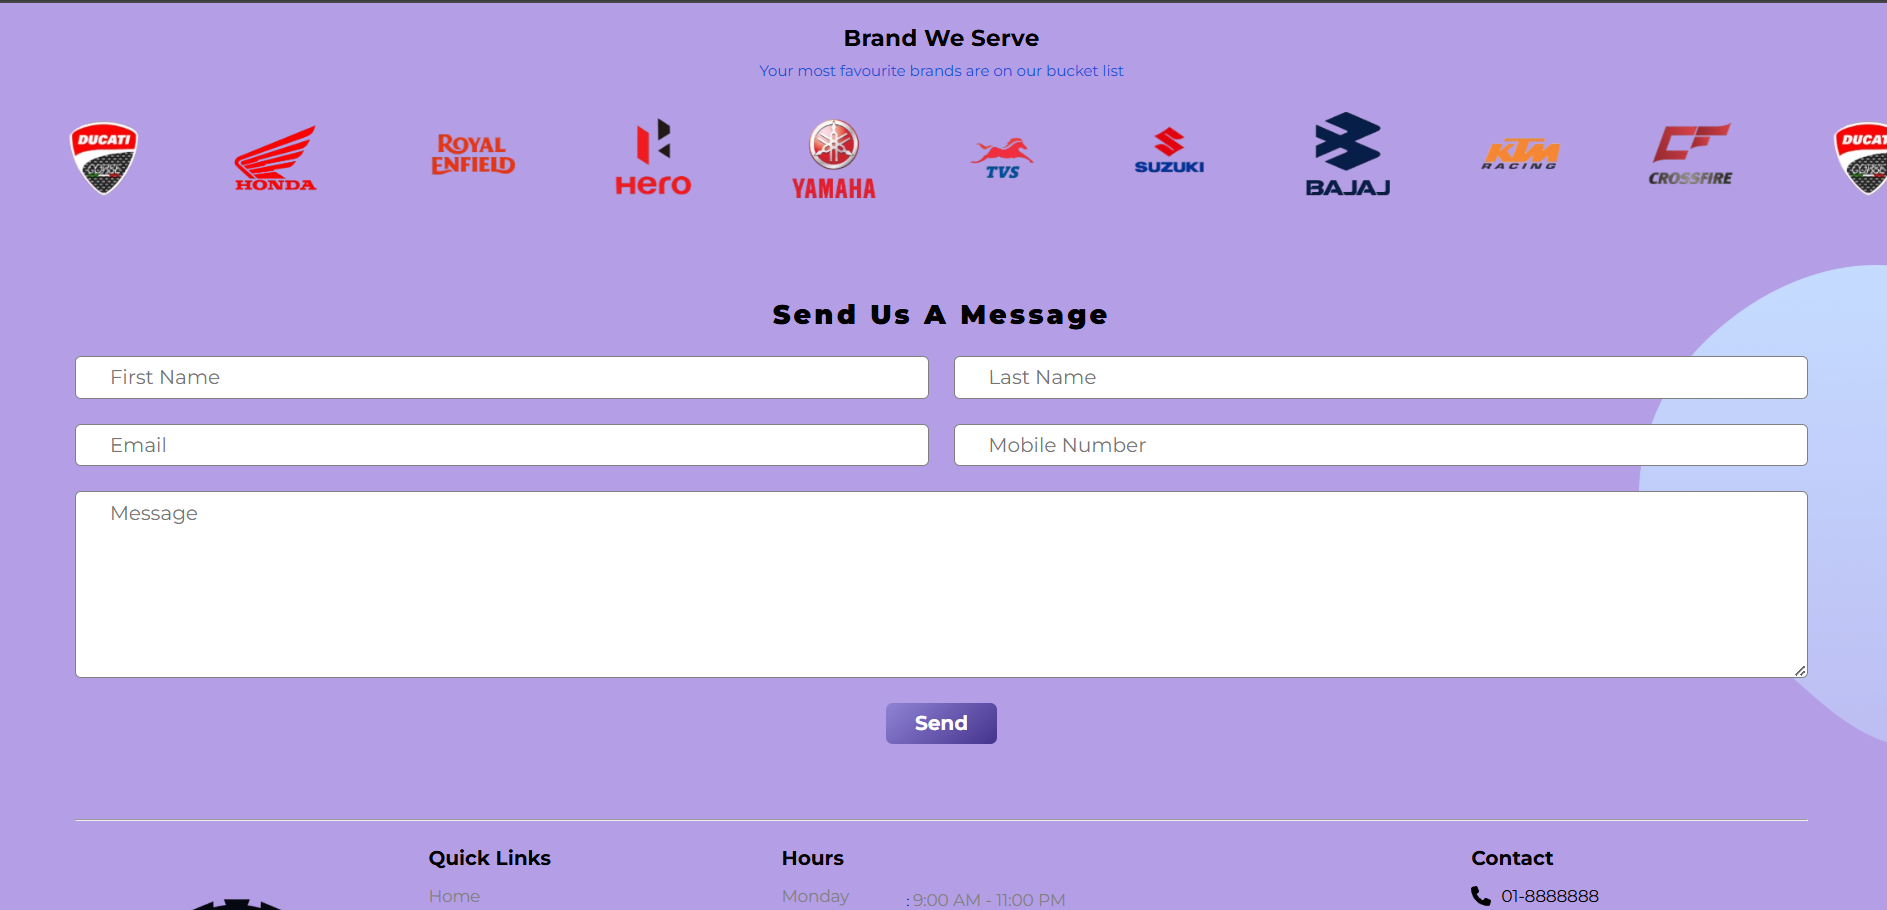 Brand We Serve
Your most favourite brands are on our bucket list
DUCATI
CORSE
HONDA
ROYAL
ENFIELD
Hero
YAMAHA
TVS
SUZUKI
BAJAJ
KTM
RACING
CROSSFIRE
DUCAT
Send Us A Message
First Name
Last Name
Email
Mobile Number
Message
Send
Quick Links
Hours
Contact
Home
Monday
: 9:00 AM - 11:00 PM
01-8888888